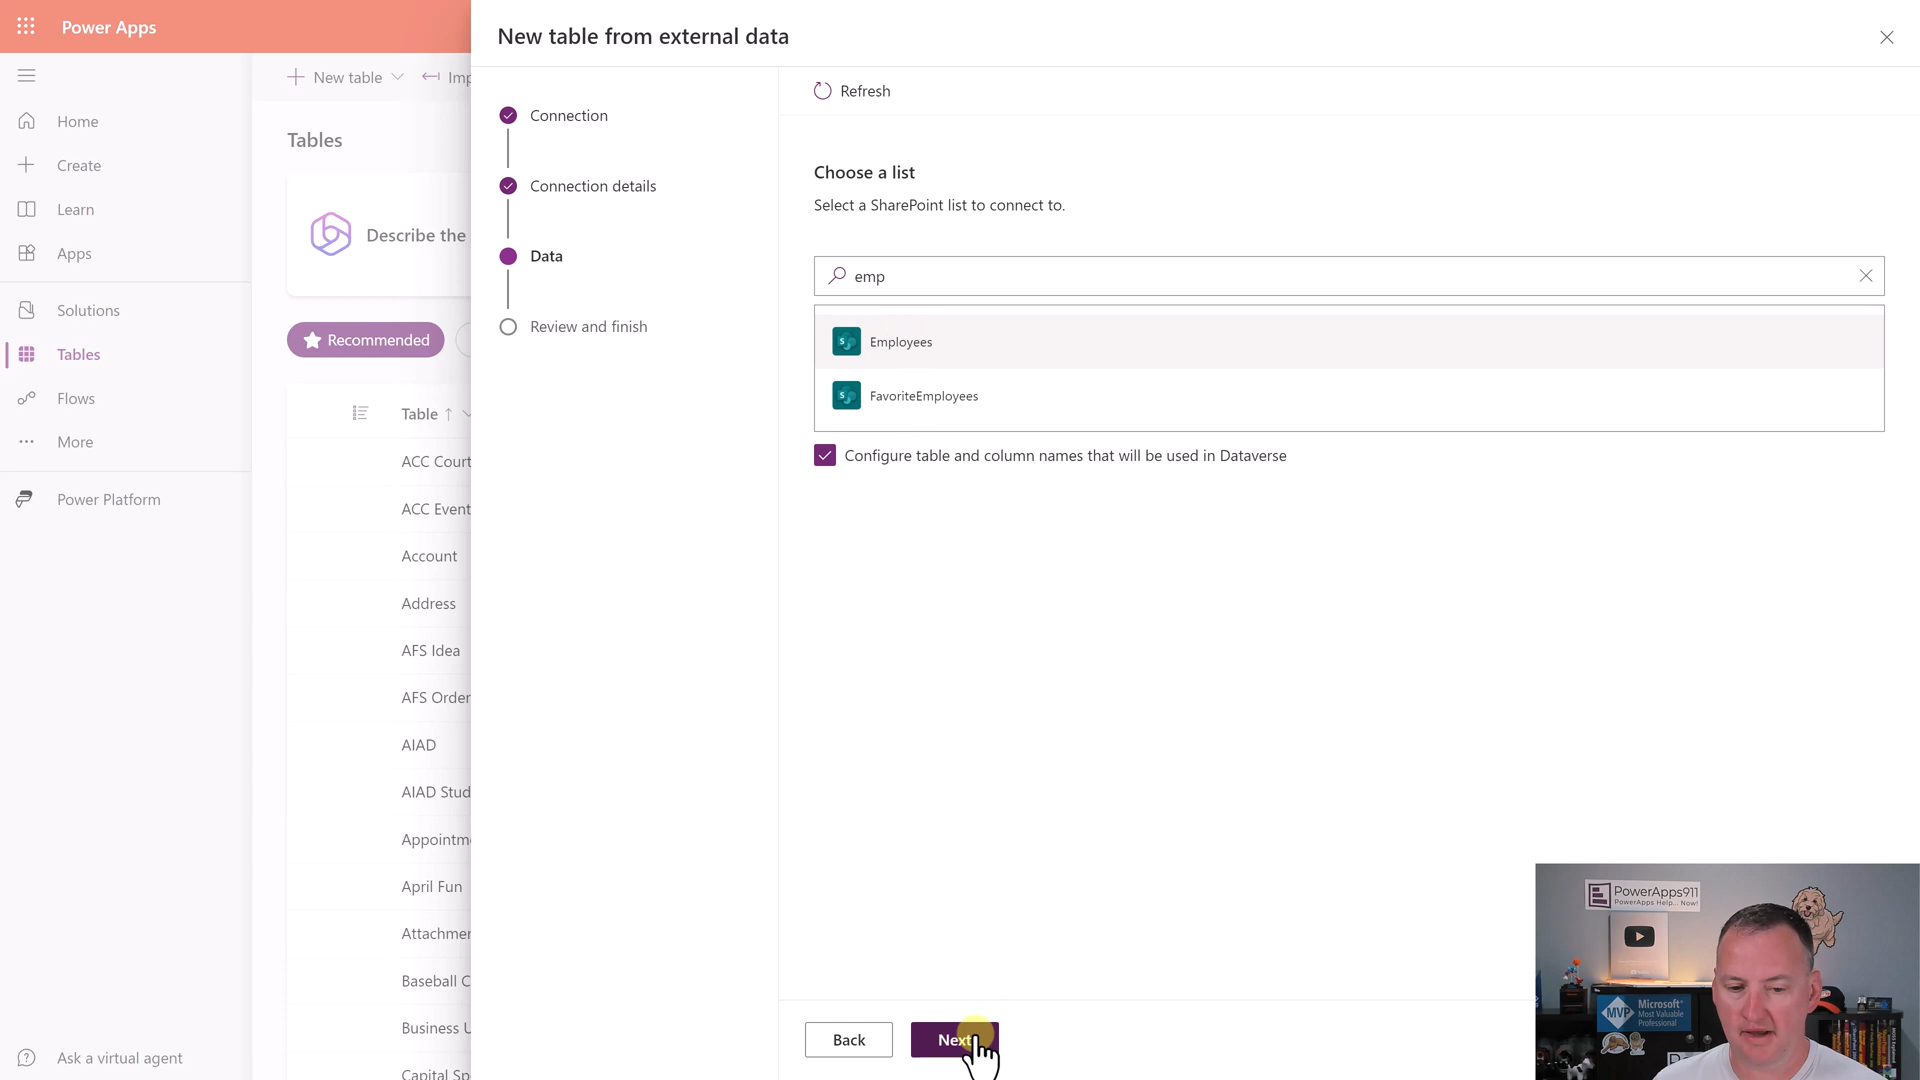 Power Apps
New table from external data
New table
Imp
Refresh
Home
Create
Learn
Apps
Solutions
Tables
Flows
More
Power Platform
Ask a virtual agent
Tables
Describe the
Recommended
Table
ACC Court
ACC Event
Account
Address
AFS Idea
AFS Order
AIAD
AIAD Stud
Appointme
April Fun
Attachmen
Baseball C
Business U
Capital Sp
Connection
Connection details
Data
Review and finish
Choose a list
Select a SharePoint list to connect to.
emp
Employees
FavoriteEmployees
Configure table and column names that will be used in Dataverse
Back
Next
PowerApps911
PowerApps Help... Now!
MVP
Microsoft®
Most Valuable
Professional